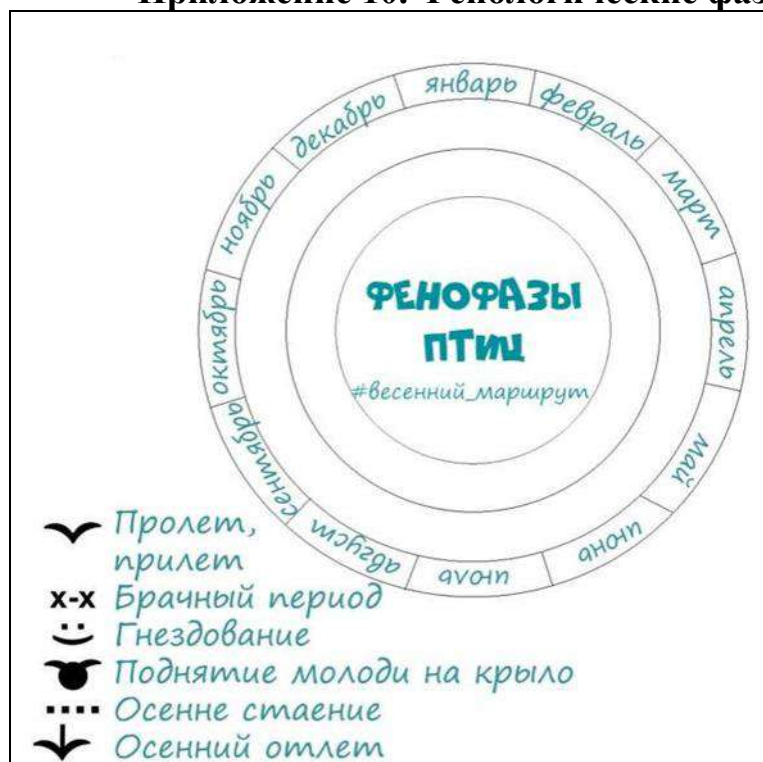 январь
февраль
март
апрель
май
июнь
июль
август
сентябрь
октябрь
ноябрь
декабрь
ФЕНОФАЗЫ
ПТИЦ
#весенний_маршрут
Пролет,
прилет
x-x Брачный период
Гнездование
Поднятие молоди на крыло
Осенне стаение
Осенний отлет